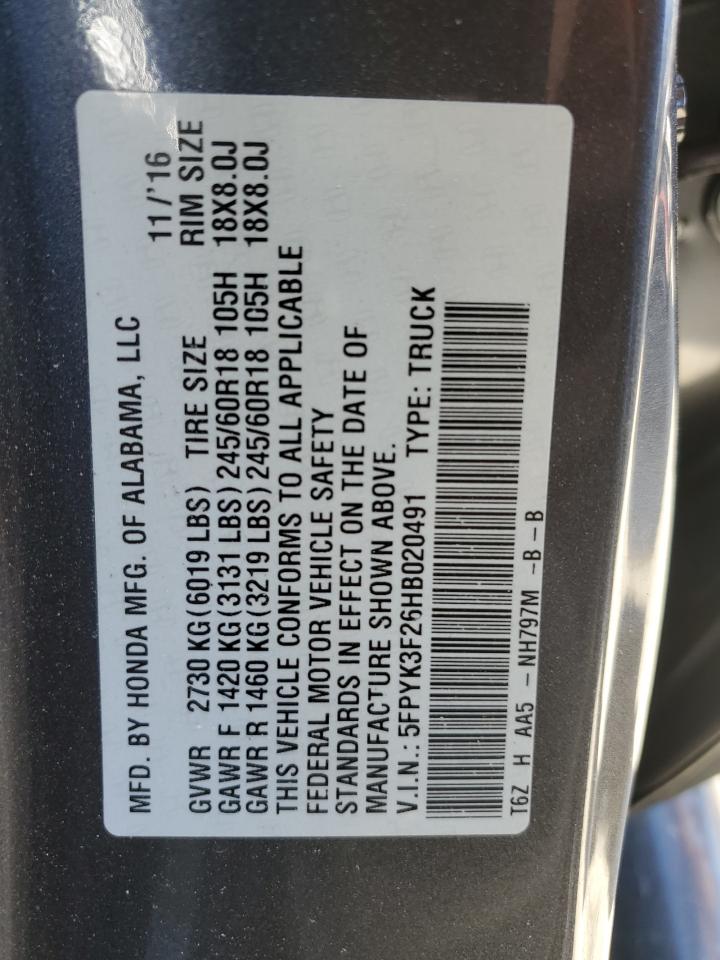 MFD. BY HONDA MFG. OF ALABAMA, LLC 11/'16
GVWR 2730 KG(6019 LBS) TIRE SIZE RIM SIZE
GAWR F 1420 KG(3131 LBS) 245/60R18 105H 18X8.0J
GAWR R 1460 KG(3219 LBS) 245/60R18 105H 18X8.0J
THIS VEHICLE CONFORMS TO ALL APPLICABLE
FEDERAL MOTOR VEHICLE SAFETY
STANDARDS IN EFFECT ON THE DATE OF
MANUFACTURE SHOWN ABOVE.
V.I.N.: 5FPYK3F26HB020491 TYPE: TRUCK
T6Z H AA5 -NH797M -B-B